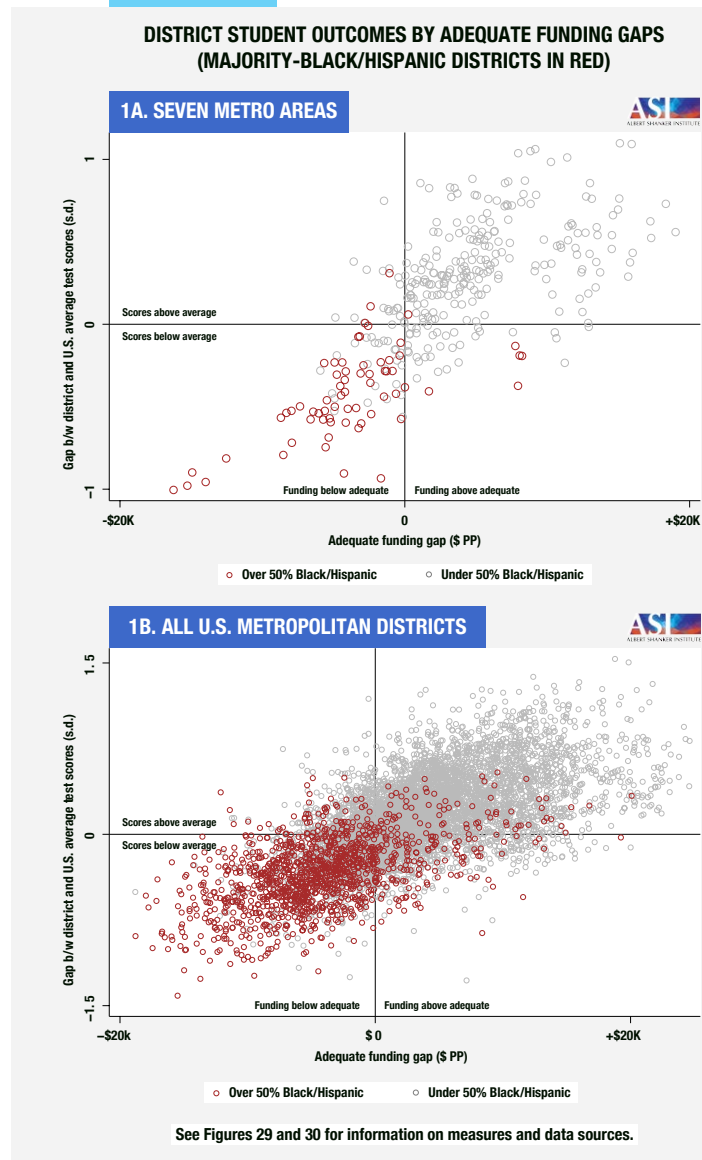 DISTRICT STUDENT OUTCOMES BY ADEQUATE FUNDING GAPS
(MAJORITY-BLACK/HISPANIC DISTRICTS IN RED)
1A. SEVEN METRO AREAS
ASI
ALBERT SHANKER INSTITUTE
Gap b/w district and U.S. average test scores (s.d.)
1
0
-1
Scores above average
Scores below average
Funding below adequate
Funding above adequate
-$20K
0
+$20K
Adequate funding gap ($ PP)
Over 50% Black/Hispanic
Under 50% Black/Hispanic
1B. ALL U.S. METROPOLITAN DISTRICTS
ASI
ALBERT SHANKER INSTITUTE
Gap b/w district and U.S. average test scores (s.d.)
1.5
0
-1.5
Scores above average
Scores below average
Funding below adequate
Funding above adequate
–$20k
$ 0
+$20K
Adequate funding gap ($ PP)
Over 50% Black/Hispanic
Under 50% Black/Hispanic
See Figures 29 and 30 for information on measures and data sources.